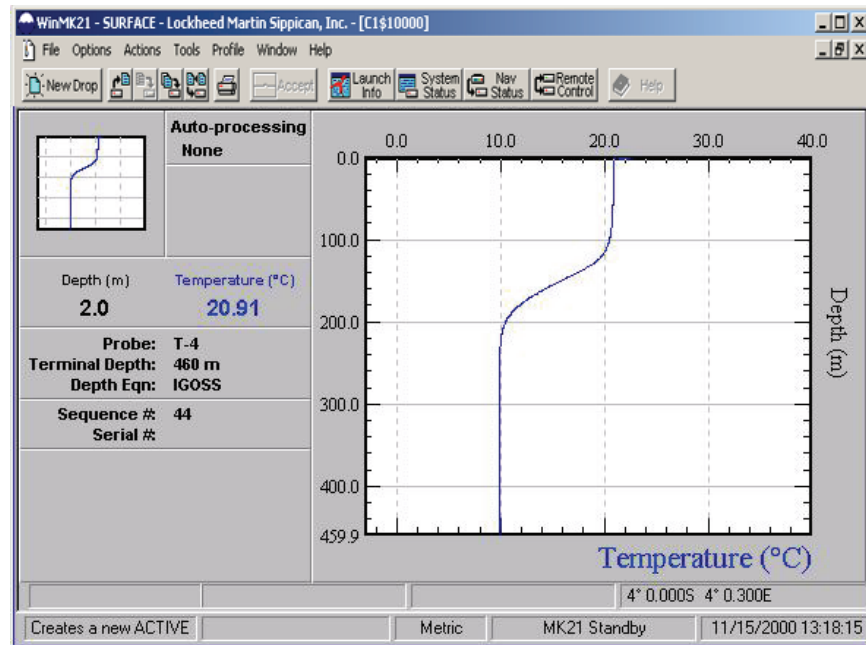 WinMK21 - SURFACE - Lockheed Martin Sippican, Inc. - [C1$10000]
File Options Actions Tools Profile Window Help
New Drop Accept Launch Info System Status Nav Status Remote Control Help
Auto-processing
None
Depth (m) Temperature (°C)
2.0 20.91
Probe: T-4
Terminal Depth: 460 m
Depth Eqn: IGOSS
Sequence #: 44
Serial #:
0.0 10.0 20.0 30.0 40.0
0.0
100.0
200.0
300.0
400.0
459.9
Depth (m)
Temperature (°C)
4° 0.000S 4° 0.300E
Creates a new ACTIVE Metric MK21 Standby 11/15/2000 13:18:15